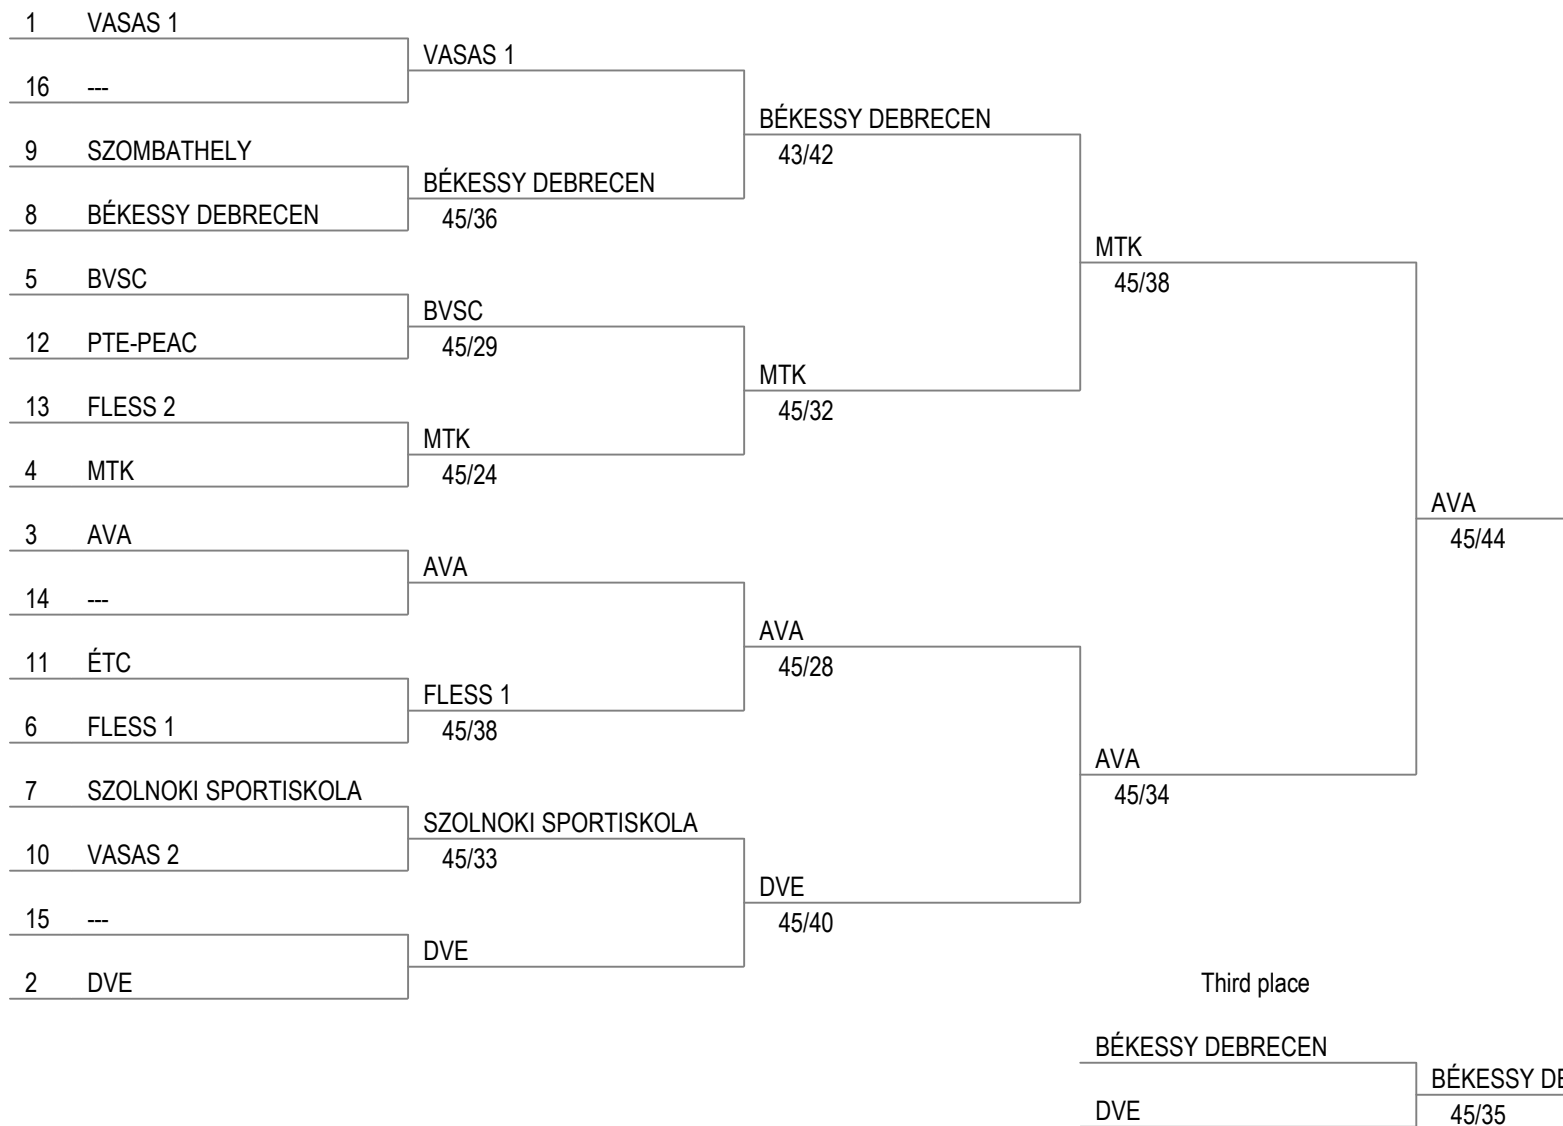 1 VASAS 1
VASAS 1
16 ---
BÉKESSY DEBRECEN
43/42
9 SZOMBATHELY
BÉKESSY DEBRECEN
45/36
8 BÉKESSY DEBRECEN
MTK
45/38
5 BVSC
BVSC
45/29
12 PTE-PEAC
MTK
45/32
13 FLESS 2
MTK
45/24
4 MTK
AVA
45/44
3 AVA
AVA
14 ---
AVA
45/28
11 ÉTC
FLESS 1
45/38
6 FLESS 1
AVA
45/34
7 SZOLNOKI SPORTISKOLA
SZOLNOKI SPORTISKOLA
45/33
10 VASAS 2
DVE
45/40
15 ---
DVE
2 DVE
Third place
BÉKESSY DEBRECEN
BÉKESSY DE
45/35
DVE